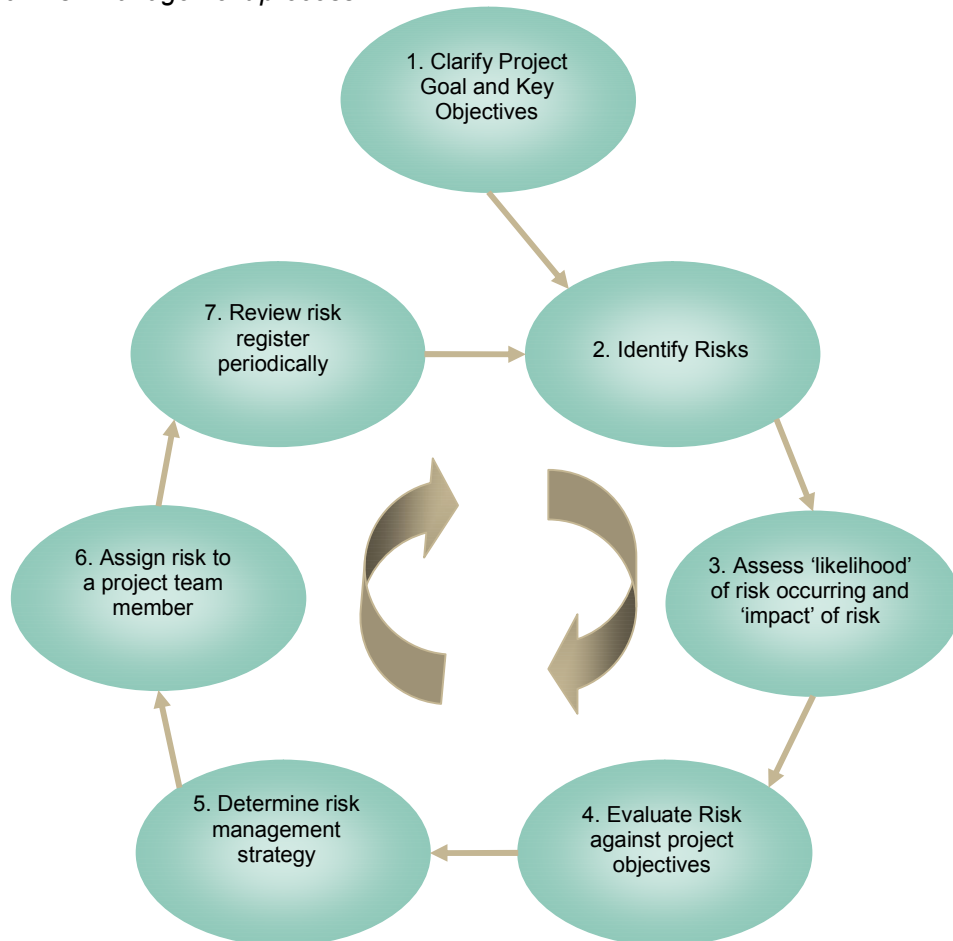 1. Clarify Project
Goal and Key
Objectives
7. Review risk
register
periodically
2. Identify Risks
6. Assign risk to
a project team
member
3. Assess ‘likelihood’
of risk occurring and
‘impact’ of risk
5. Determine risk
management
strategy
4. Evaluate Risk
against project
objectives